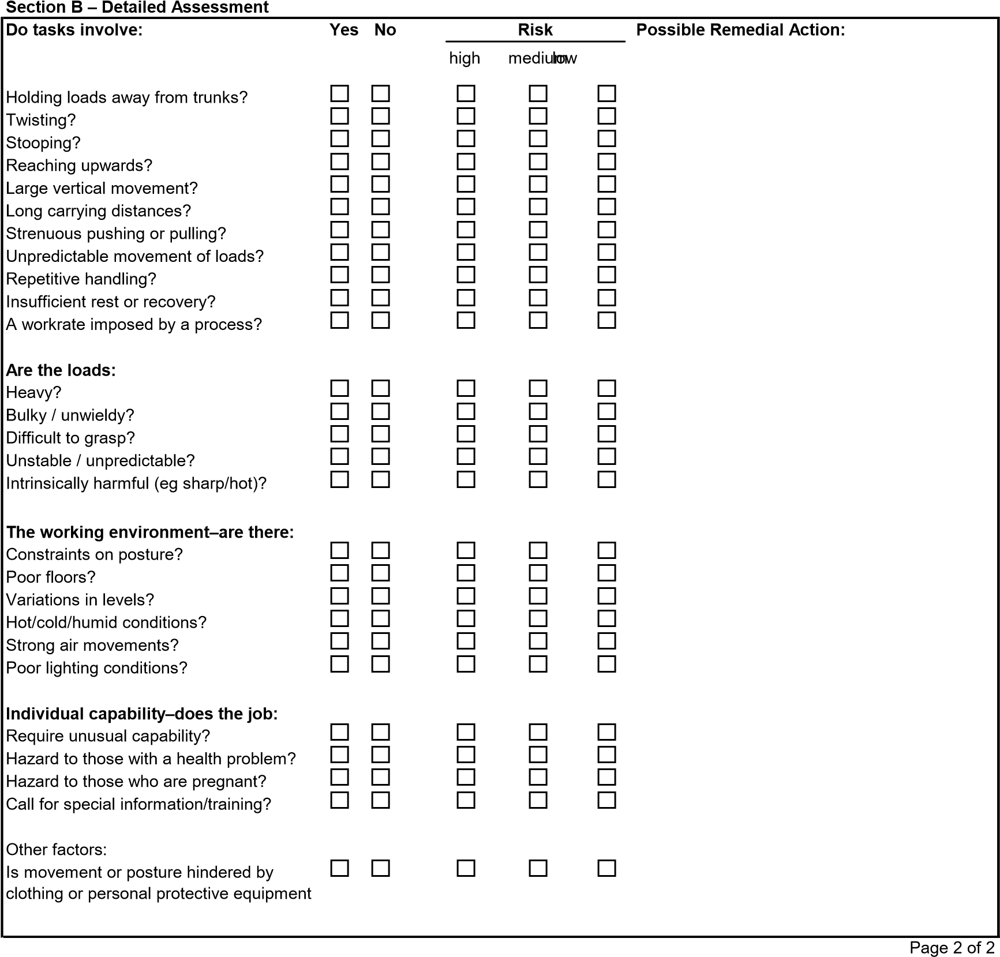 Section B – Detailed Assessment
Do tasks involve: Yes No Risk Possible Remedial Action:
high medium low
Holding loads away from trunks?
Twisting?
Stooping?
Reaching upwards?
Large vertical movement?
Long carrying distances?
Strenuous pushing or pulling?
Unpredictable movement of loads?
Repetitive handling?
Insufficient rest or recovery?
A workrate imposed by a process?
Are the loads:
Heavy?
Bulky / unwieldy?
Difficult to grasp?
Unstable / unpredictable?
Intrinsically harmful (eg sharp/hot)?
The working environment–are there:
Constraints on posture?
Poor floors?
Variations in levels?
Hot/cold/humid conditions?
Strong air movements?
Poor lighting conditions?
Individual capability–does the job:
Require unusual capability?
Hazard to those with a health problem?
Hazard to those who are pregnant?
Call for special information/training?
Other factors:
Is movement or posture hindered by
clothing or personal protective equipment
Page 2 of 2